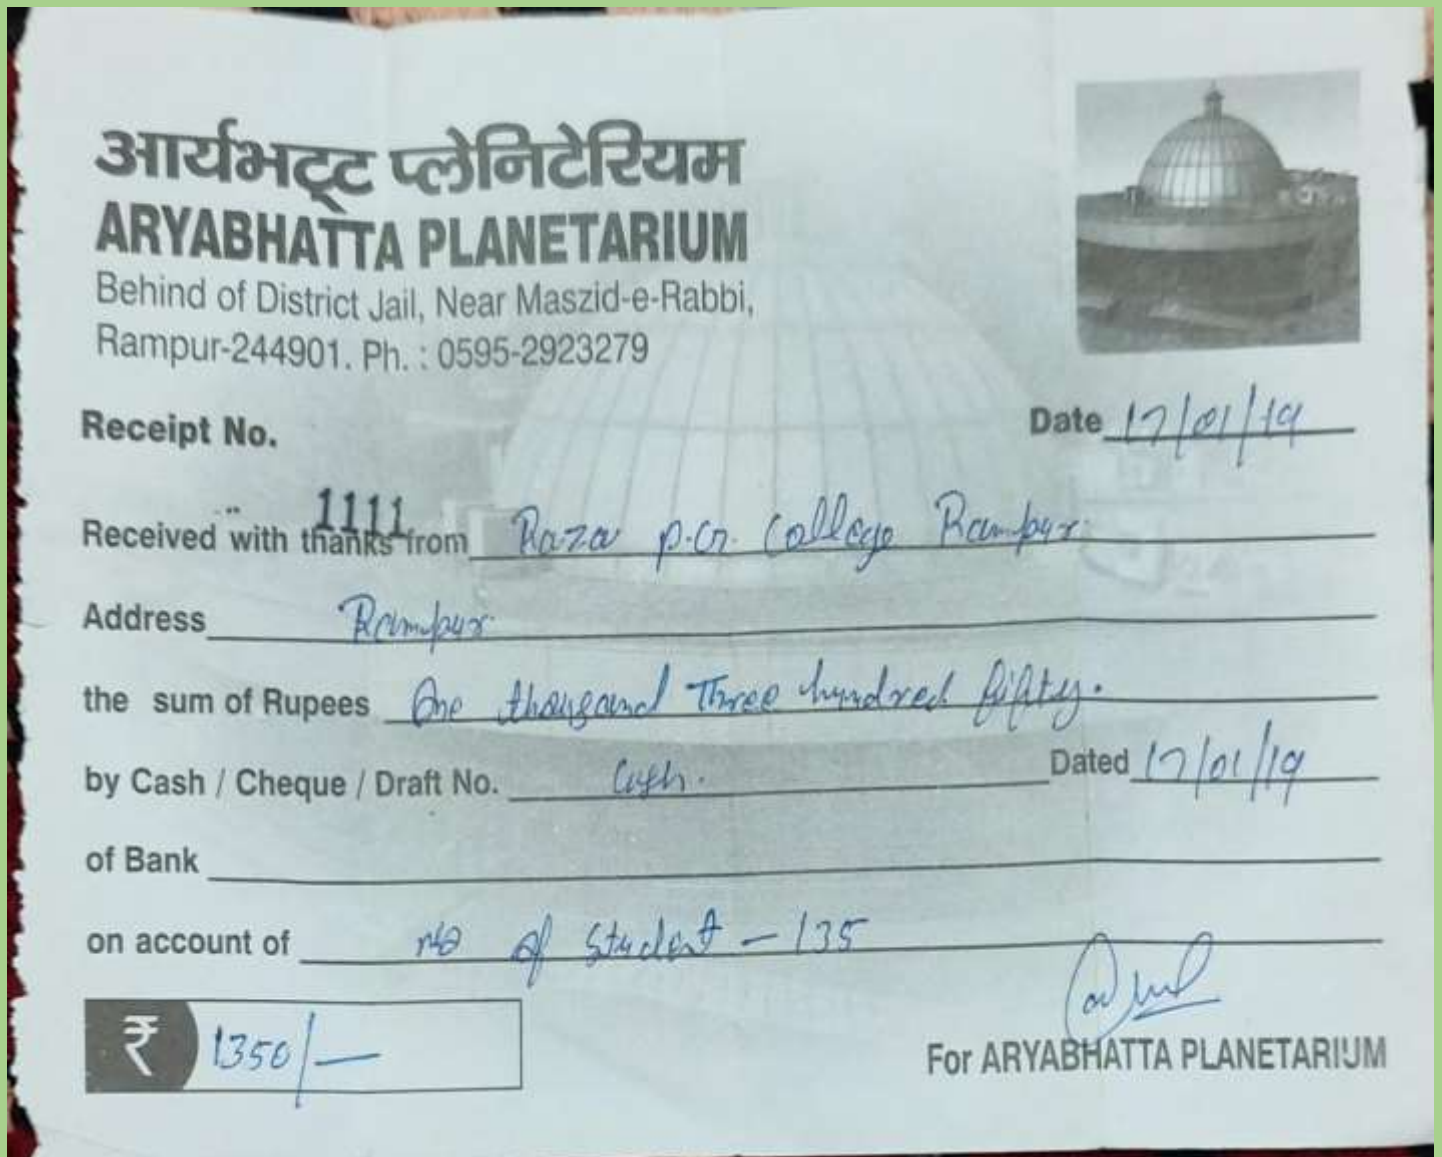 आर्यभट्ट प्लेनिटेरियम
ARYABHATTA PLANETARIUM
Behind of District Jail, Near Maszid-e-Rabbi,
Rampur-244901. Ph. : 0595-2923279
Receipt No.
Date 17/01/19
1111
Received with thanks from Raza P.G. College Rampur
Address Rampur
the sum of Rupees One thousand Three hundred fifity.
by Cash / Cheque / Draft No. Cash. Dated 17/01/19
of Bank
on account of no of Student - 135
₹ 1350/-
For ARYABHATTA PLANETARIUM